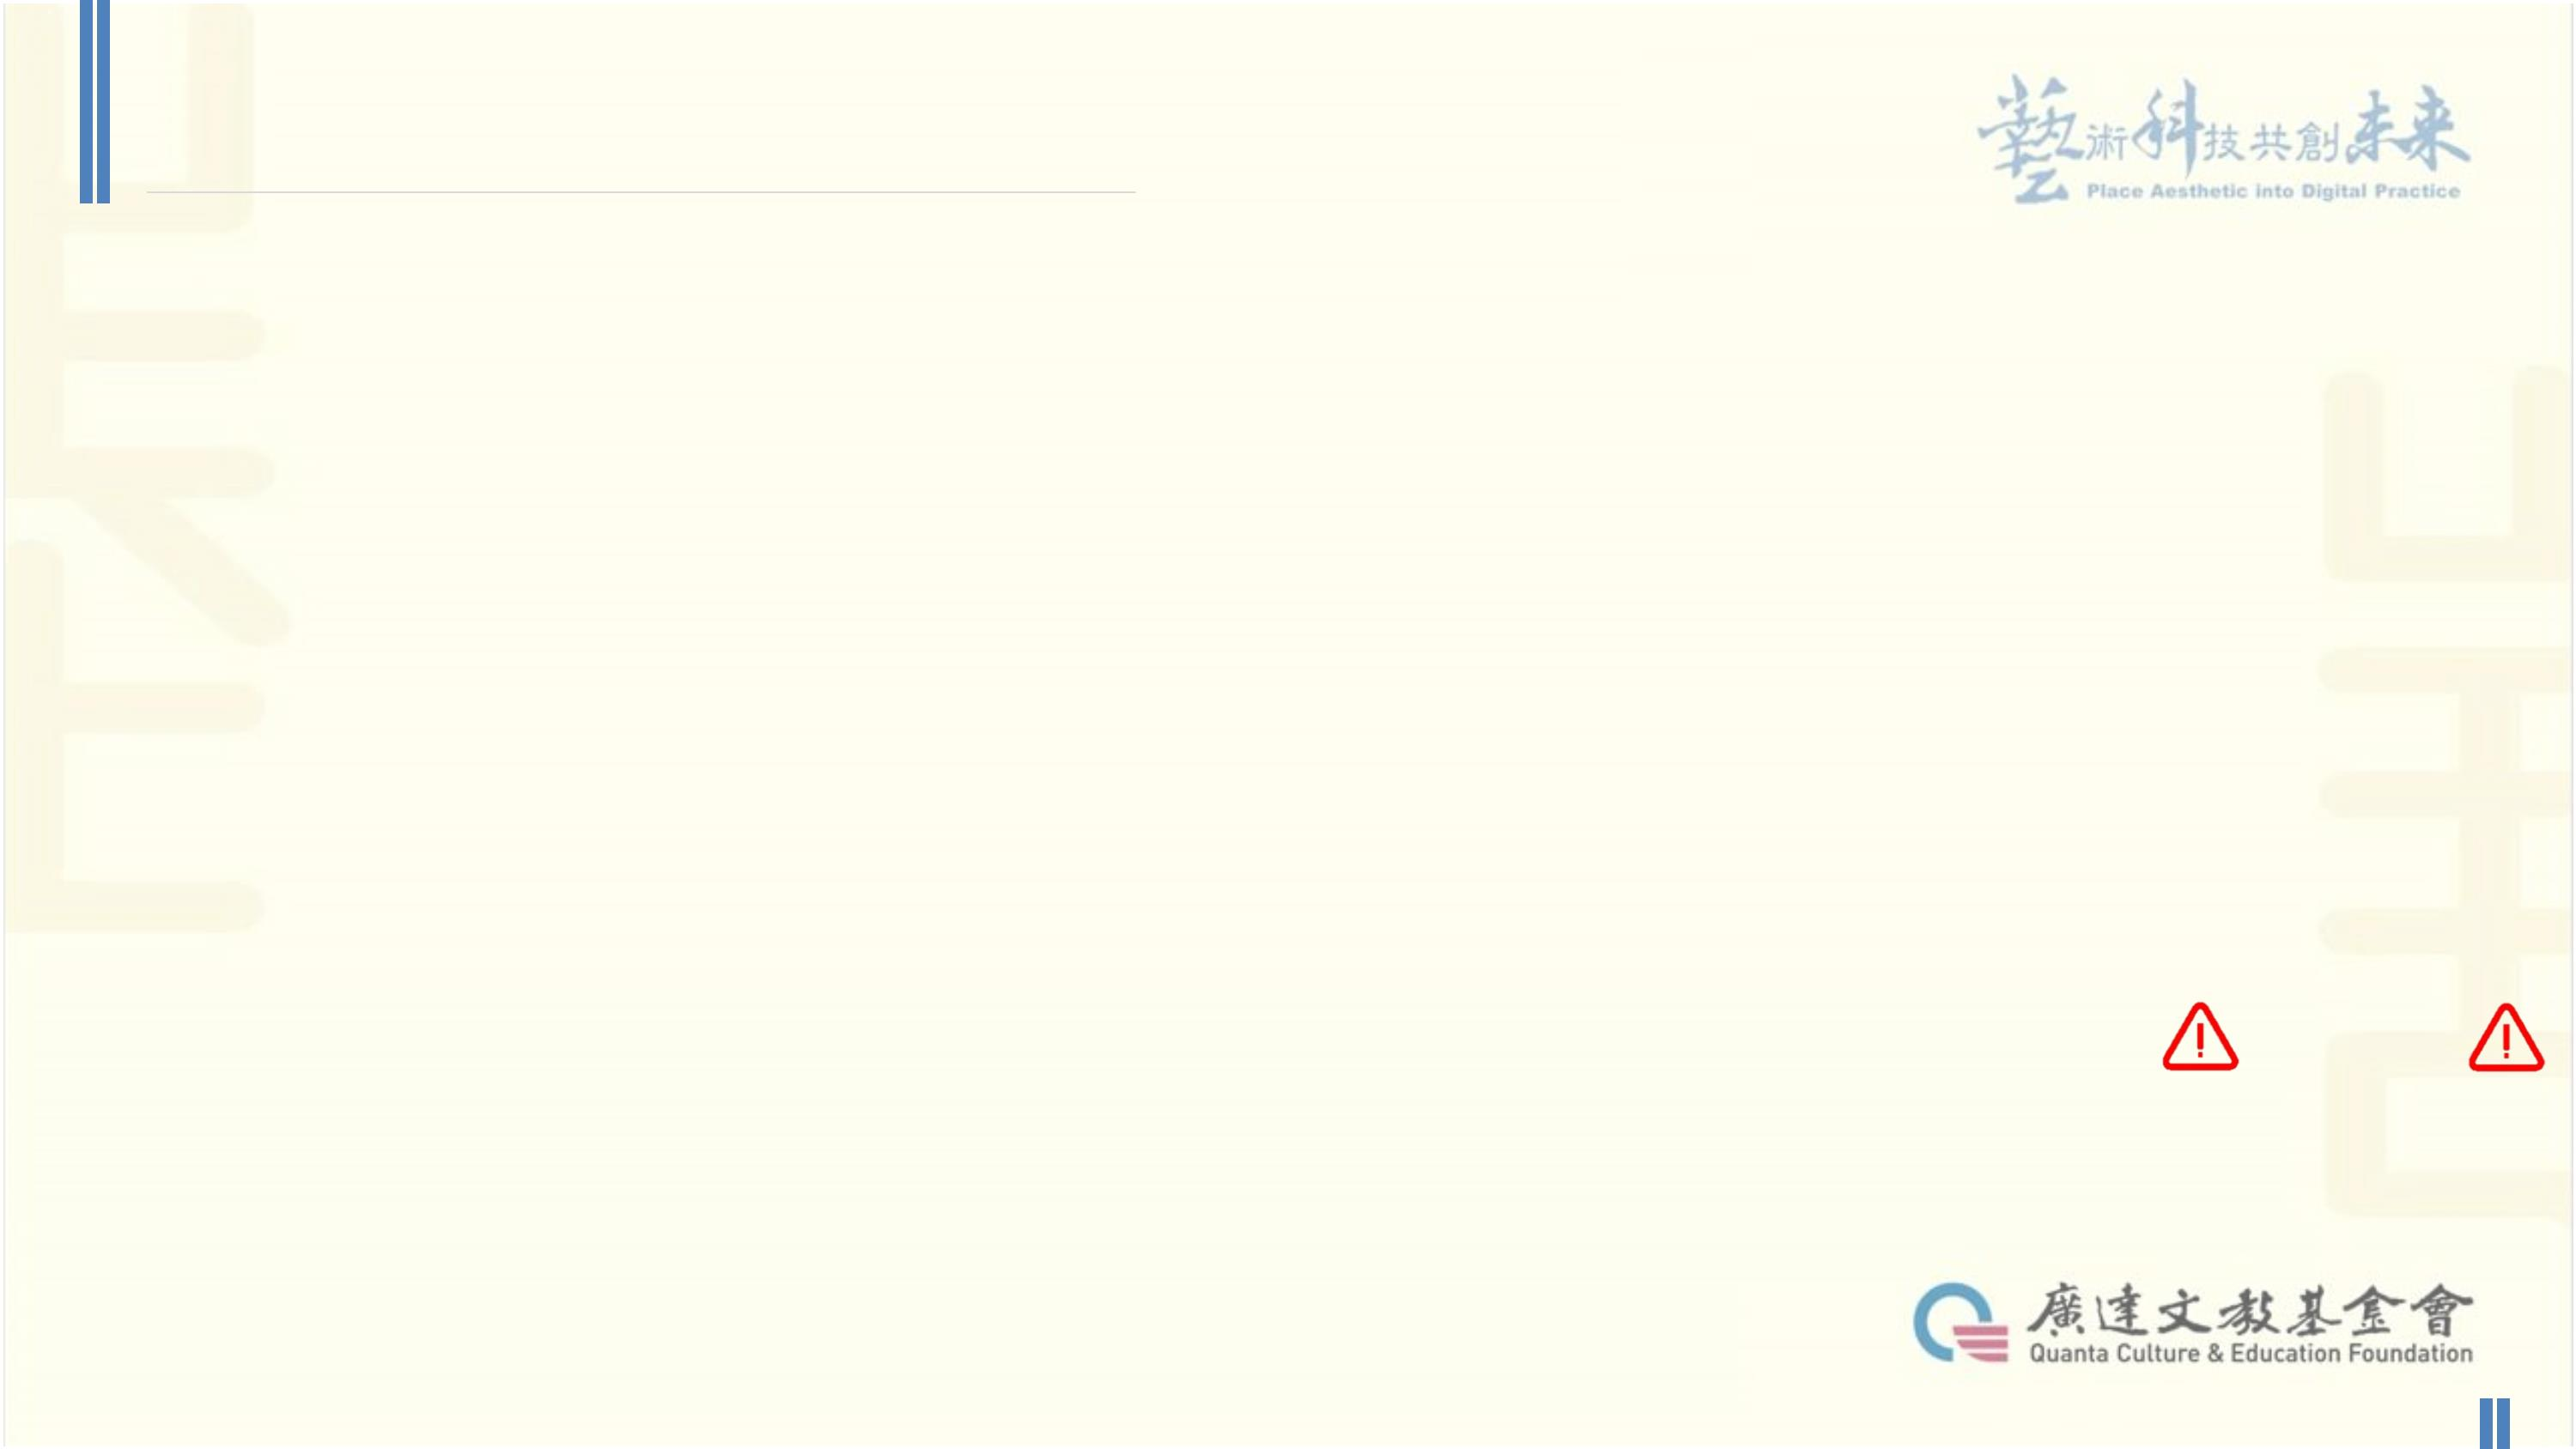 藝術科技共創未來
Place Aesthetic into Digital Practice
廣達文教基金會
Quanta Culture & Education Foundation